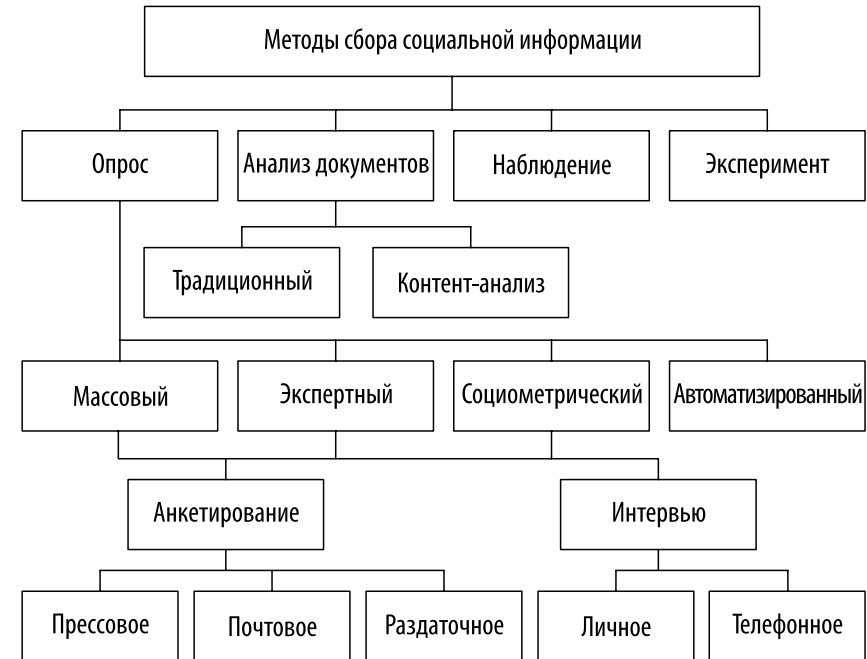 Методы сбора социальной информации
Опрос
Анализ документов
Наблюдение
Эксперимент
Традиционный
Контент-анализ
Массовый
Экспертный
Социометрический
Автоматизированный
Анкетирование
Интервью
Прессовое
Почтовое
Раздаточное
Личное
Телефонное